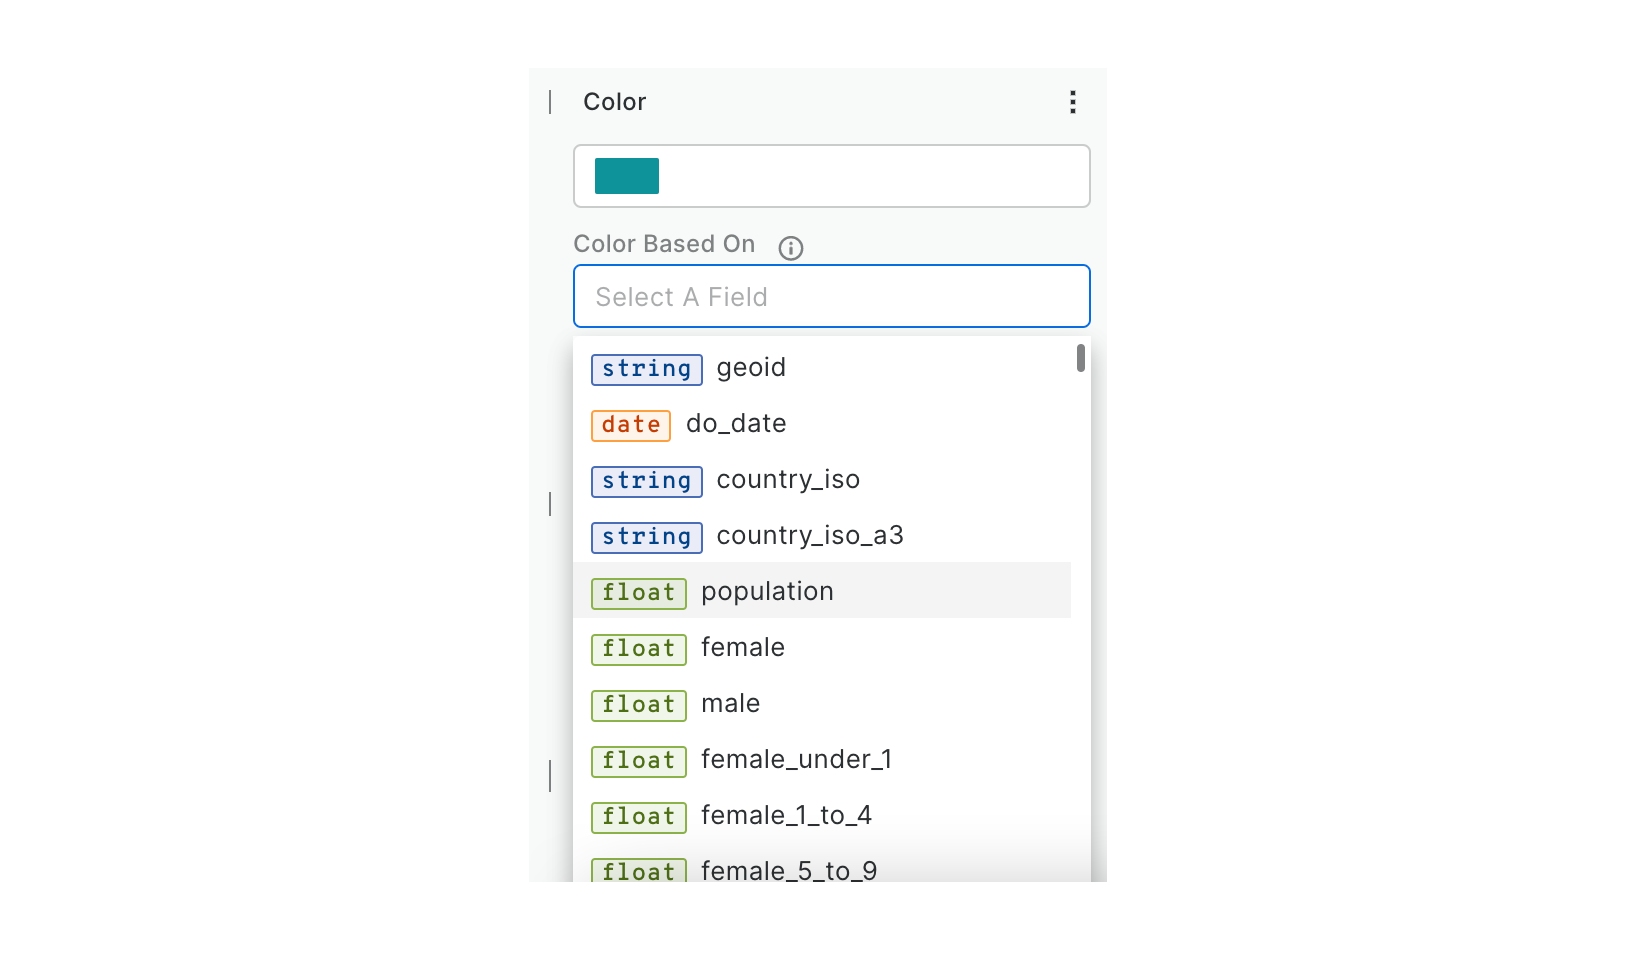 Color
Color Based On
Select A Field
string geoid
date do_date
string country_iso
string country_iso_a3
float population
float female
float male
float female_under_1
float female_1_to_4
float female_5_to_9